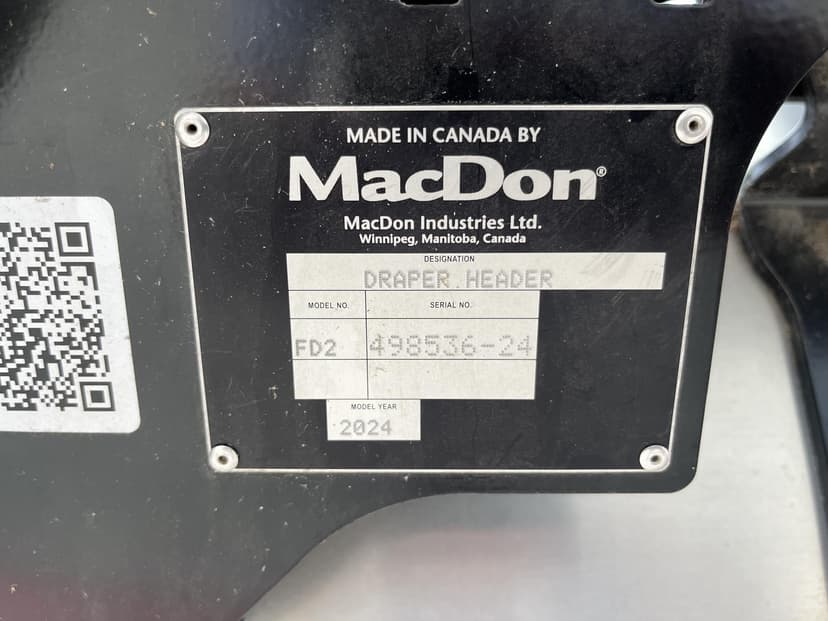 MADE IN CANADA BY
MacDon®
MacDon Industries Ltd.
Winnipeg, Manitoba, Canada
DESIGNATION
DRAPER HEADER
MODEL NO. SERIAL NO.
FD2 498536-24
MODEL YEAR
2024